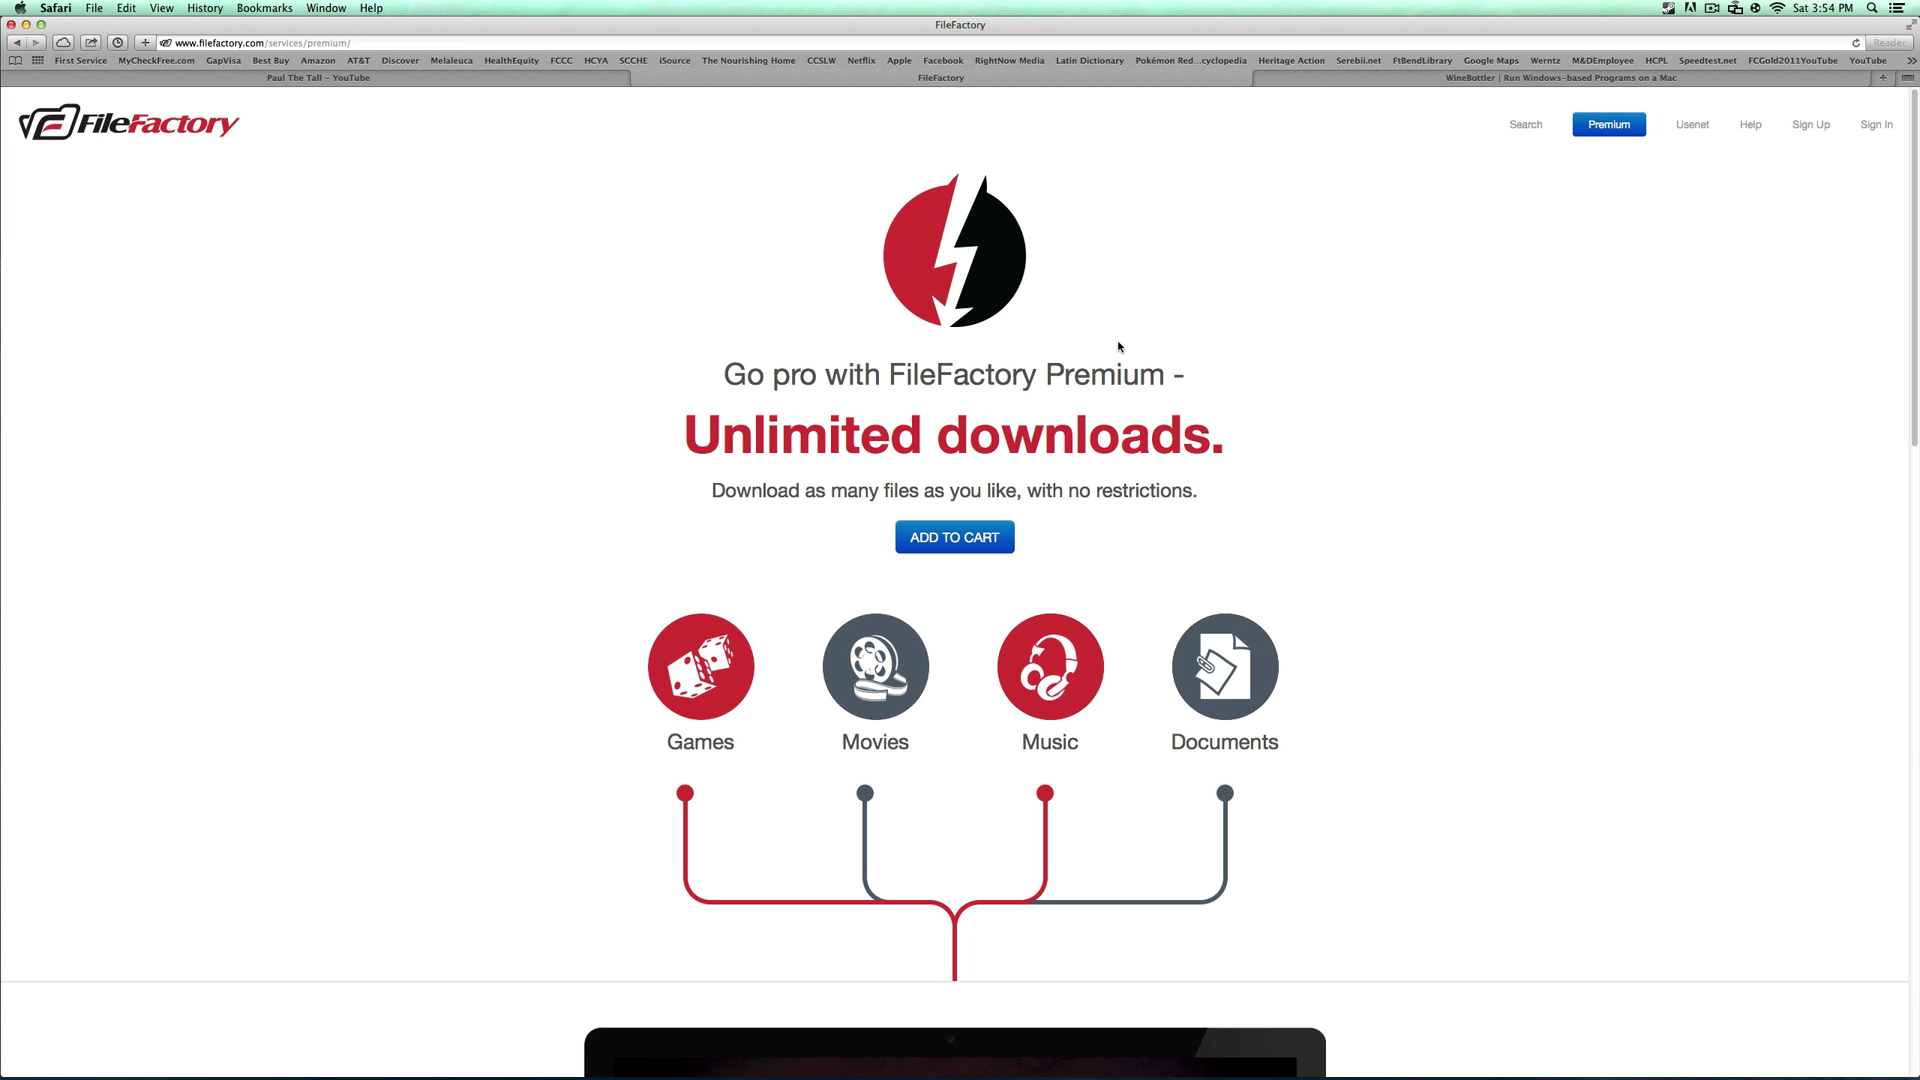 Safari File Edit View History Bookmarks Window Help Sat 3:54 PM
FileFactory
www.filefactory.com/services/premium/ Reader
First Service MyCheckFree.com GapVisa Best Buy Amazon AT&T Discover Melaleuca HealthEquity FCCC HCYA SCCHE iSource The Nourishing Home CCSLW Netflix Apple Facebook RightNow Media Latin Dictionary Pokémon Red...cyclopedia Heritage Action Serebii.net FtBendLibrary Google Maps Werntz M&DEmployee HCPL Speedtest.net FCGold2011YouTube YouTube
Paul The Tall - YouTube FileFactory WineBottler | Run Windows-based Programs on a Mac
FileFactory Search Premium Usenet Help Sign Up Sign In
Go pro with FileFactory Premium -
Unlimited downloads.
Download as many files as you like, with no restrictions.
ADD TO CART
Games Movies Music Documents